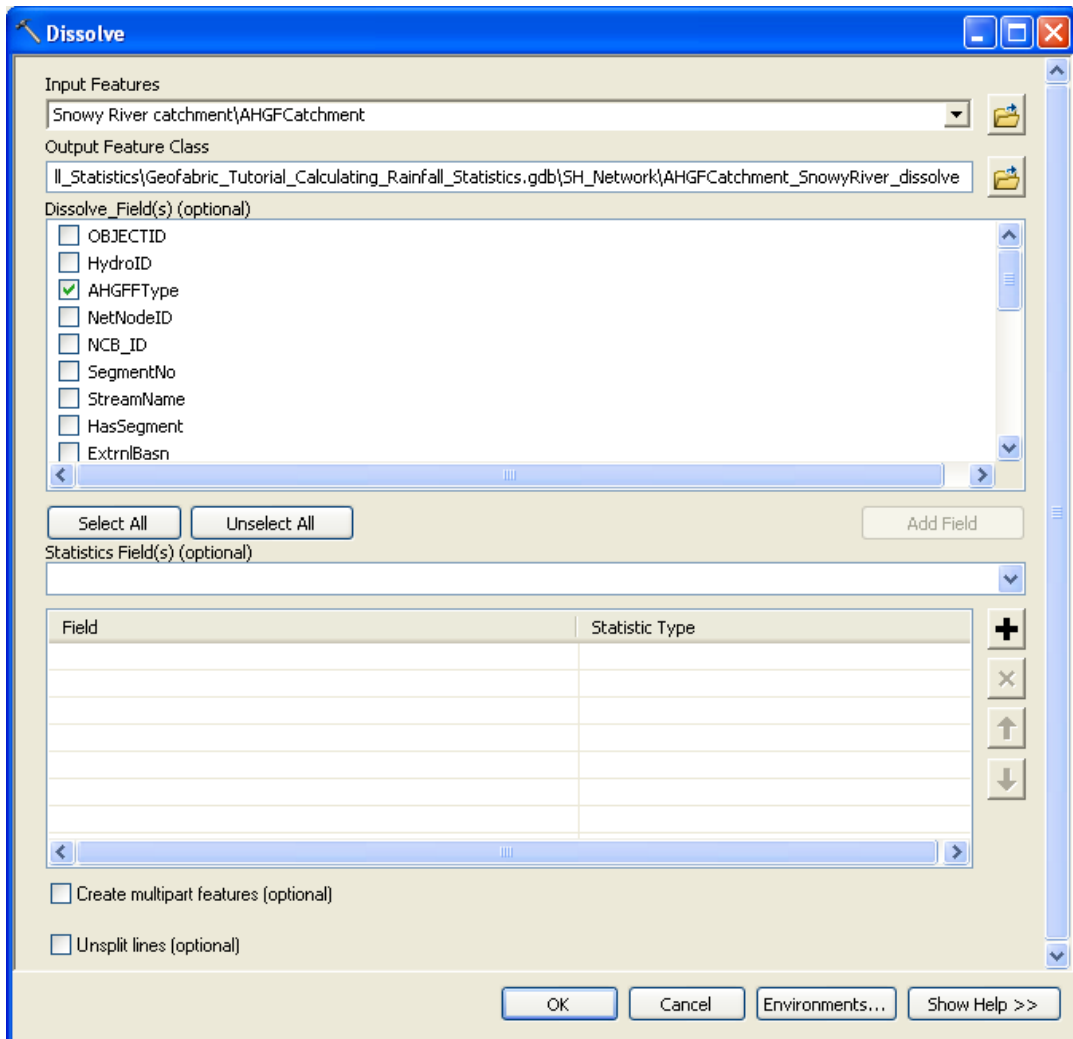 Dissolve
Input Features
Snowy River catchment\AHGFCatchment
Output Feature Class
ll_Statistics\Geofabric_Tutorial_Calculating_Rainfall_Statistics.gdb\SH_Network\AHGFCatchment_SnowyRiver_dissolve
Dissolve_Field(s) (optional)
OBJECTID
HydroID
AHGFFType
NetNodeID
NCB_ID
SegmentNo
StreamName
HasSegment
ExtrnlBasn
Select All Unselect All Add Field
Statistics Field(s) (optional)
Field Statistic Type
Create multipart features (optional)
Unsplit lines (optional)
OK Cancel Environments... Show Help >>